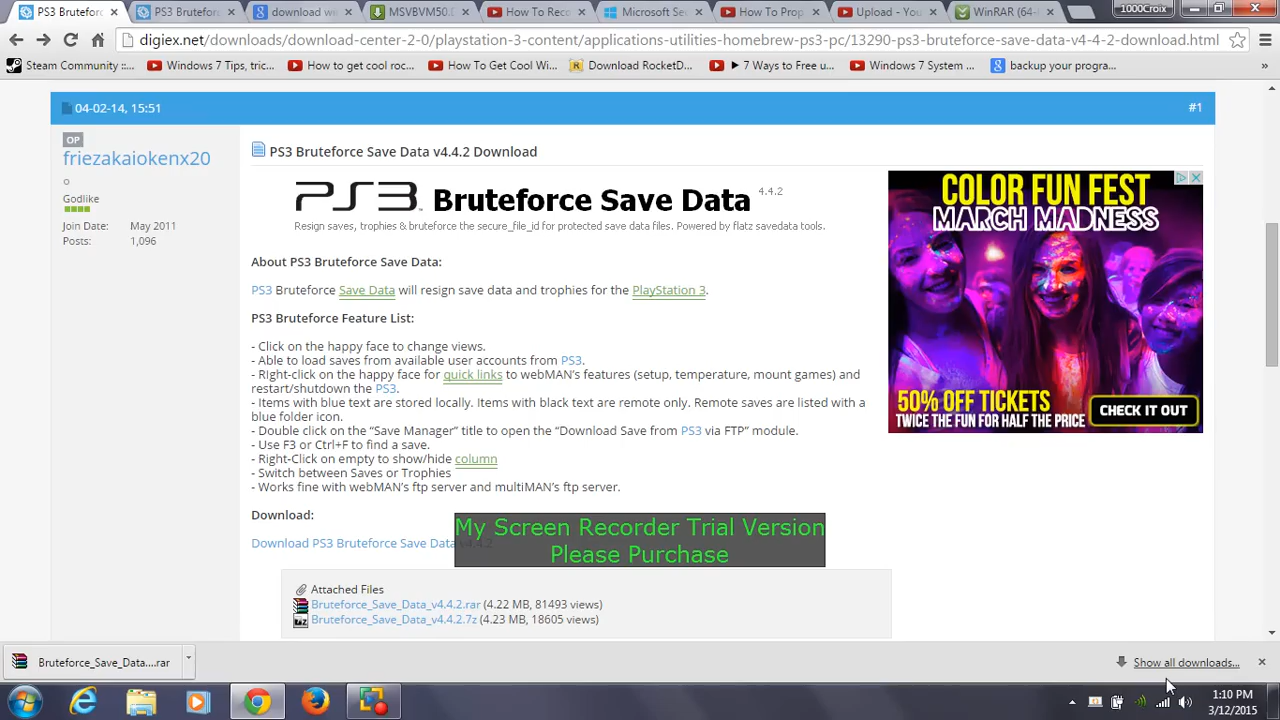 PS3 Brutefor
PS3 Brutefor
download wi
MSVBVM50.D
How To Reco
Microsoft Se
How To Prop
Upload - You
WinRAR (64-
1000Croix
digiex.net/downloads/download-center-2-0/playstation-3-content/applications-utilities-homebrew-ps3-pc/13290-ps3-bruteforce-save-data-v4-4-2-download.html
Steam Community ::...
Windows 7 Tips, tric...
How to get cool roc...
How To Get Cool Wi...
Download RocketD...
► 7 Ways to Free u...
Windows 7 System ...
backup your progra...
»
04-02-14, 15:51
#1
OP
friezakaiokenx20
Godlike
Join Date: May 2011
Posts: 1,096
PS3 Bruteforce Save Data v4.4.2 Download
PS3 Bruteforce Save Data 4.4.2
Resign saves, trophies & bruteforce the secure_file_id for protected save data files. Powered by flatz savedata tools.
About PS3 Bruteforce Save Data:
PS3 Bruteforce Save Data will resign save data and trophies for the PlayStation 3.
PS3 Bruteforce Feature List:
- Click on the happy face to change views.
- Able to load saves from available user accounts from PS3.
- Right-click on the happy face for quick links to webMAN's features (setup, temperature, mount games) and
restart/shutdown the PS3.
- Items with blue text are stored locally. Items with black text are remote only. Remote saves are listed with a
blue folder icon.
- Double click on the “Save Manager” title to open the “Download Save from PS3 via FTP” module.
- Use F3 or Ctrl+F to find a save.
- Right-Click on empty to show/hide column
- Switch between Saves or Trophies
- Works fine with webMAN's ftp server and multiMAN's ftp server.
Download:
Download PS3 Bruteforce Save Data v4.4.2
My Screen Recorder Trial Version
Please Purchase
Attached Files
Bruteforce_Save_Data_v4.4.2.rar (4.22 MB, 81493 views)
Bruteforce_Save_Data_v4.4.2.7z (4.23 MB, 18605 views)
COLOR FUN FEST
MARCH MADNESS
50% OFF TICKETS
TWICE THE FUN FOR HALF THE PRICE
CHECK IT OUT
Bruteforce_Save_Data....rar
Show all downloads...
1:10 PM
3/12/2015